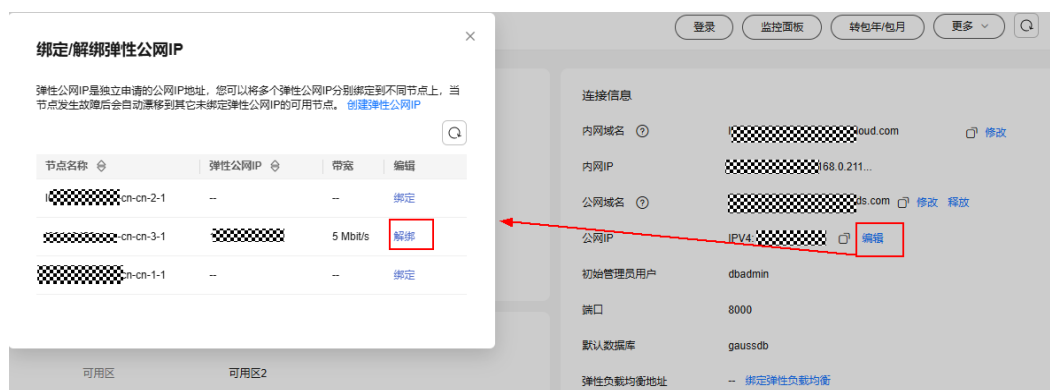 登录 监控面板 转包年/包月 更多
绑定/解绑弹性公网IP
弹性公网IP是独立申请的公网IP地址，您可以将多个弹性公网IP分别绑定到不同节点上，当
节点发生故障后会自动漂移到其它未绑定弹性公网IP的可用节点。 创建弹性公网IP
节点名称 弹性公网IP 带宽 编辑
cn-cn-2-1 -- -- 绑定
-cn-cn-3-1 5 Mbit/s 解绑
cn-cn-1-1 -- -- 绑定
可用区 可用区2
连接信息
内网域名 oud.com 修改
内网IP 168.0.211...
公网域名 ds.com 修改 释放
公网IP IPV4: 编辑
初始管理员用户 dbadmin
端口 8000
默认数据库 gaussdb
弹性负载均衡地址 -- 绑定弹性负载均衡